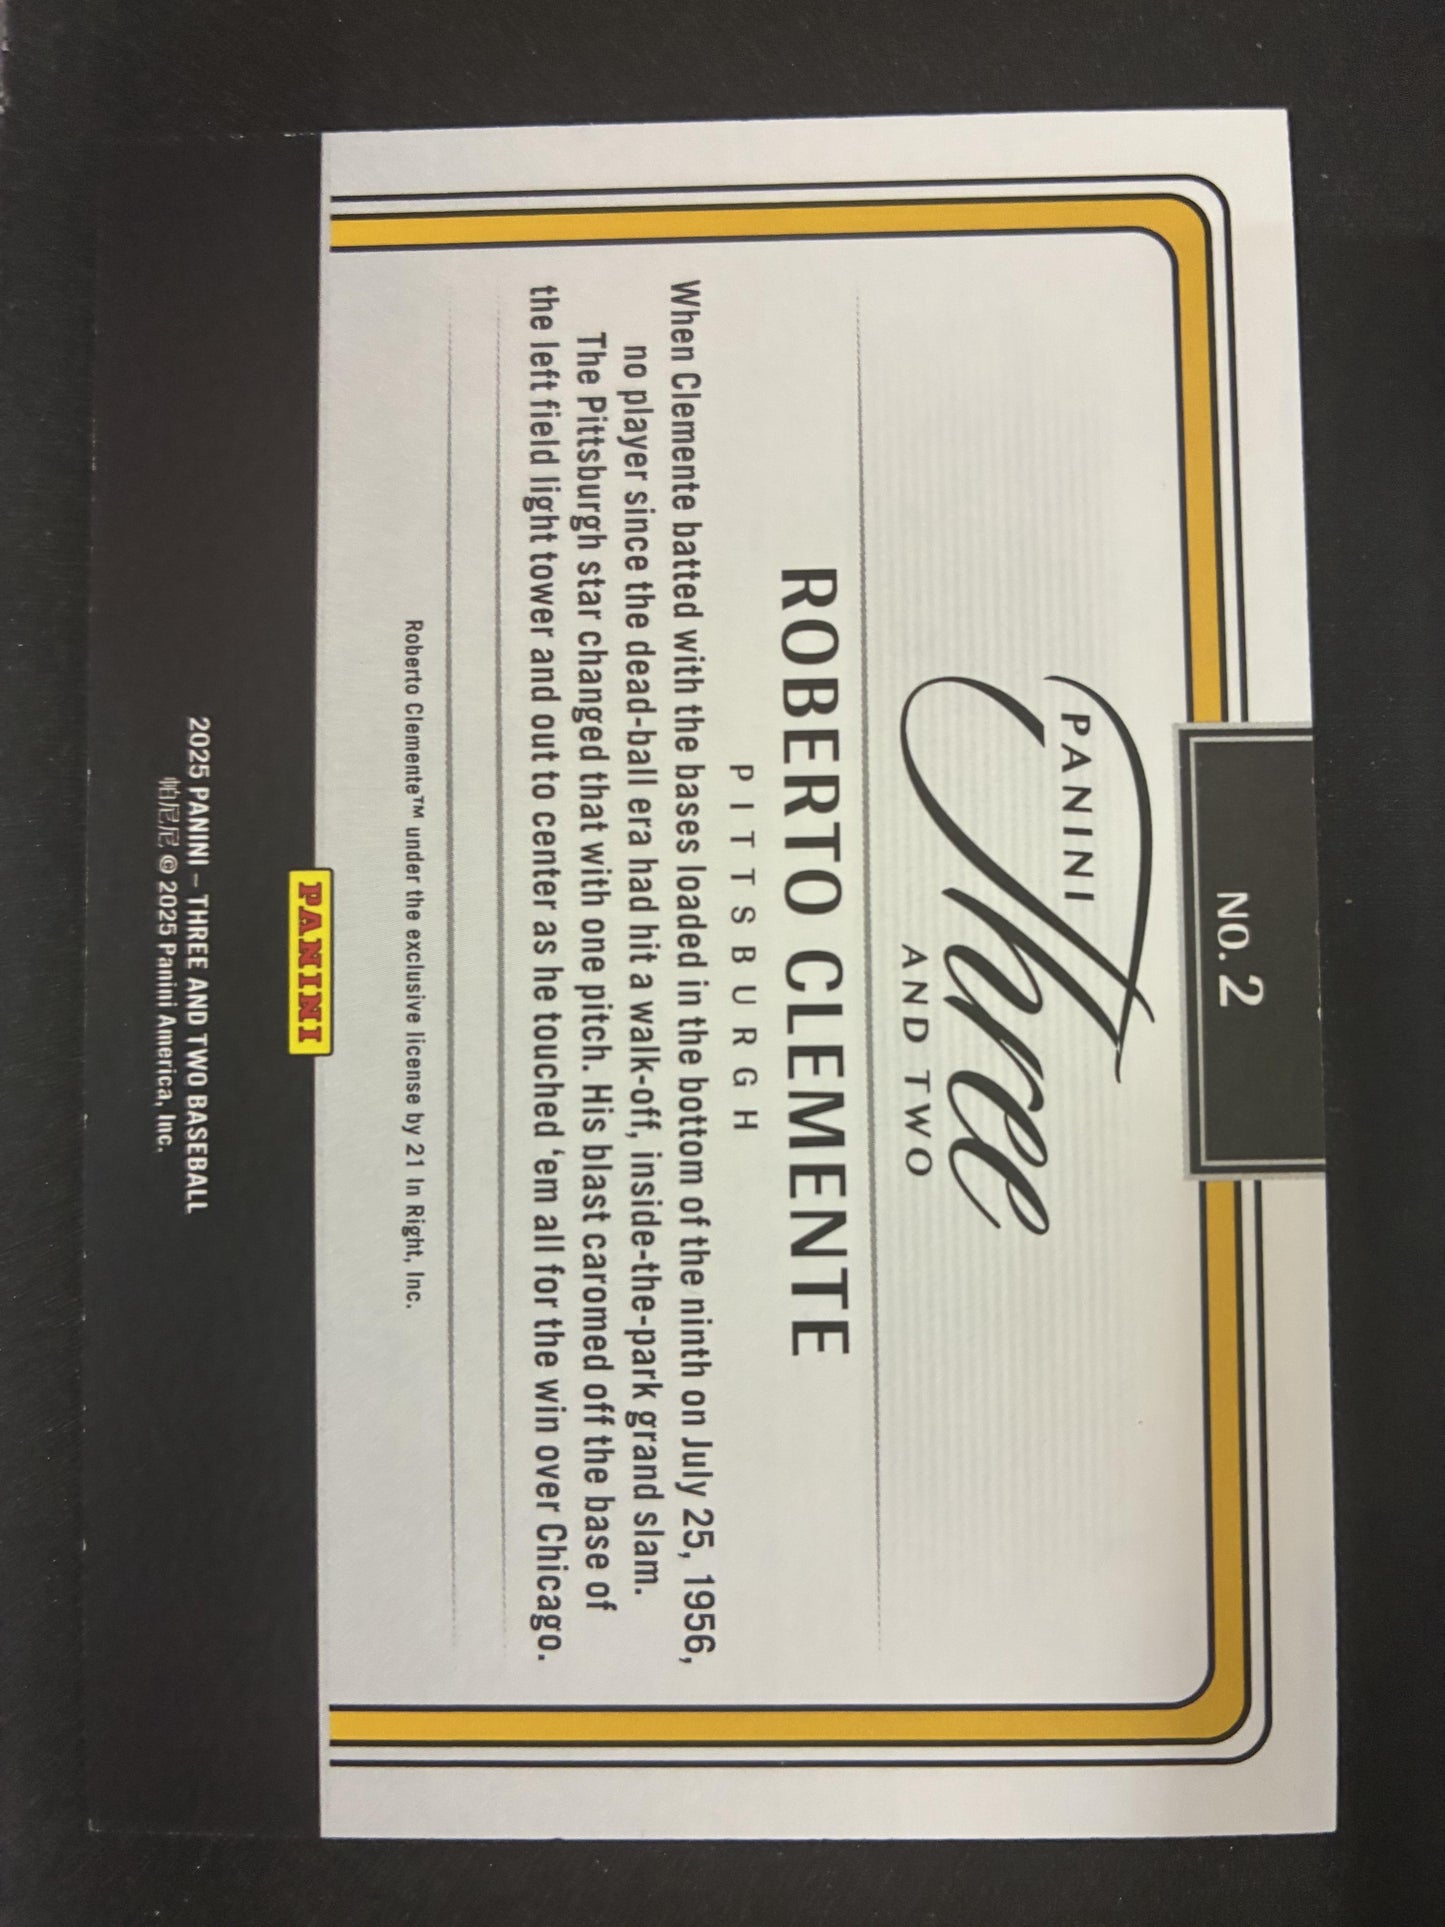 NO. 2
PANINI
Three
AND TWO
ROBERTO CLEMENTE
PITTSBURGH
When Clemente batted with the bases loaded in the bottom of the ninth on July 25, 1956,
no player since the dead-ball era had hit a walk-off, inside-the-park grand slam.
The Pittsburgh star changed that with one pitch. His blast caromed off the base of
the left field light tower and out to center as he touched ‘em all for the win over Chicago.
Roberto Clemente™ under the exclusive license by 21 In Right, Inc.
PANINI
2025 PANINI – THREE AND TWO BASEBALL
帕尼尼 © 2025 Panini America, Inc.